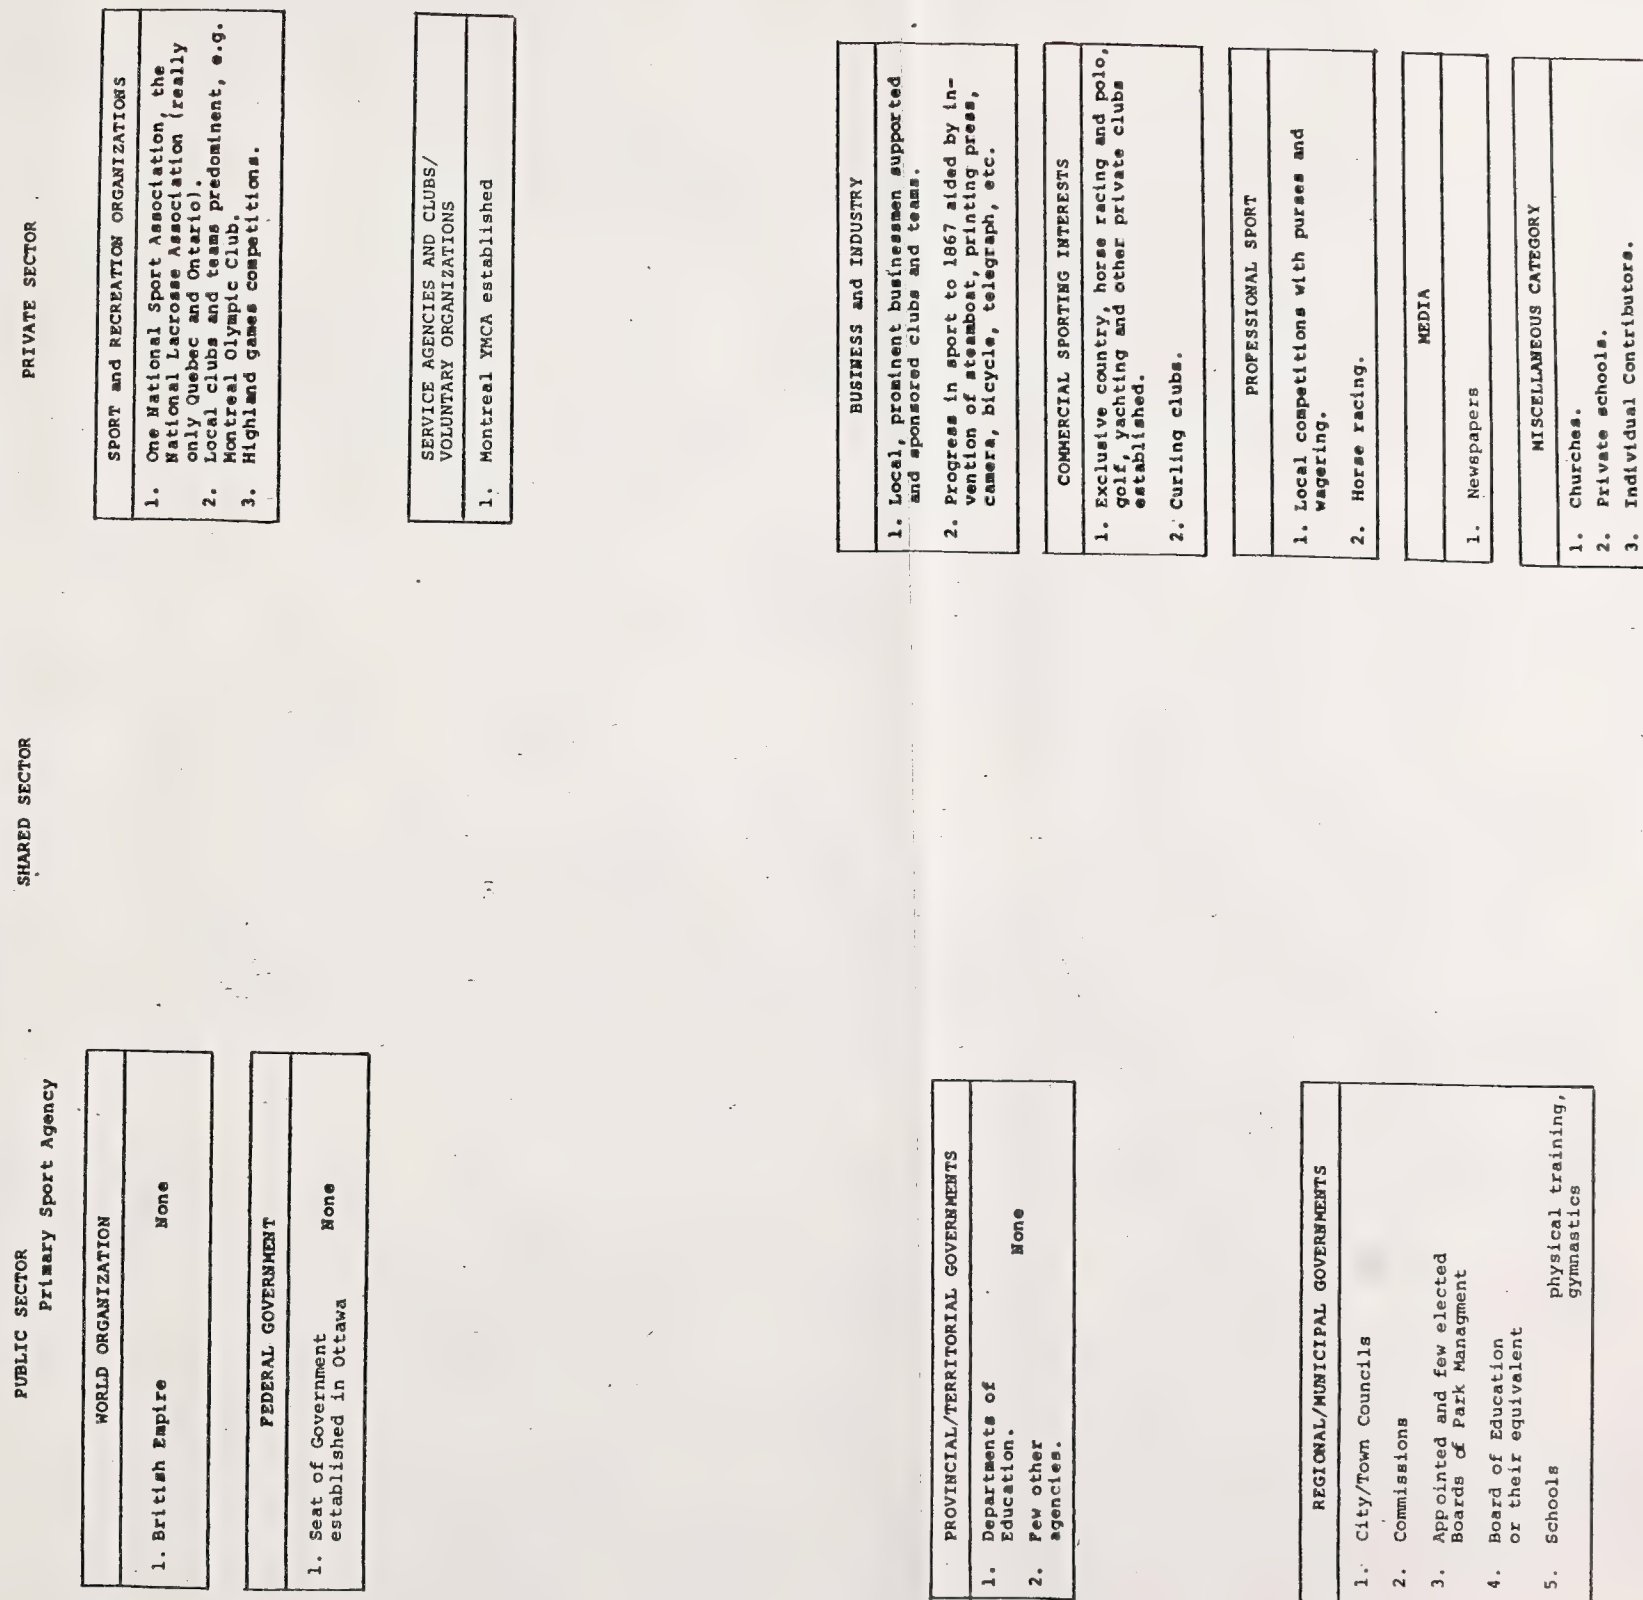 PUBLIC SECTOR
Primary Sport Agency
WORLD ORGANIZATION
1. British Empire None
FEDERAL GOVERNMENT
1. Seat of Government
established in Ottawa None
PROVINCIAL/TERRITORIAL GOVERNMENTS
1. Departments of
Education.
None
2. Few other
agencies.
REGIONAL/MUNICIPAL GOVERNMENTS
1. City/Town Councils
2. Commissions
3. Appointed and few elected
Boards of Park Managment
4. Board of Education
or their equivalent
5. Schools physical training,
gymnastics
SHARED SECTOR
PRIVATE SECTOR
SPORT and RECREATION ORGANIZATIONS
1. One National Sport Association, the
National Lacrosse Association (really
only Quebec and Ontario).
2. Local clubs and teams predominent, e.g.
Montreal Olympic Club.
3. Highland games competitions.
SERVICE AGENCIES AND CLUBS/
VOLUNTARY ORGANIZATIONS
1. Montreal YMCA established
BUSINESS and INDUSTRY
1. Local, prominent businessmen supported
and sponsored clubs and teams.
2. Progress in sport to 1867 aided by in-
vention of steamboat, printing press,
camera, bicycle, telegraph, etc.
COMMERCIAL SPORTING INTERESTS
1. Exclusive country, horse racing and polo,
golf, yachting and other private clubs
established.
2. Curling clubs.
PROFESSIONAL SPORT
1. Local competitions with purses and
wagering.
2. Horse racing.
MEDIA
1. Newspapers
MISCELLANEOUS CATEGORY
1. Churches.
2. Private schools.
3. Individual Contributors.